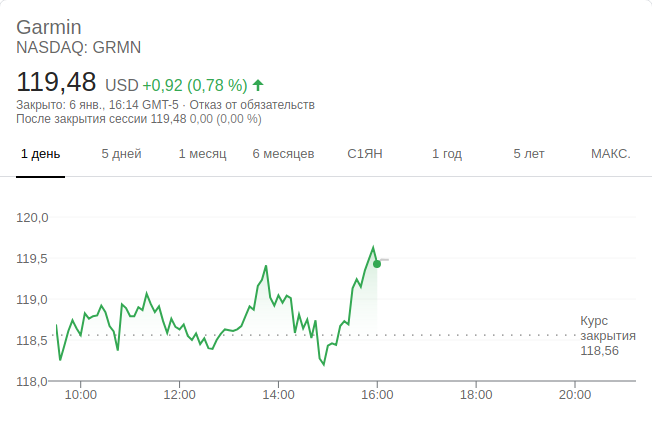 Garmin
NASDAQ: GRMN
119,48 USD +0,92 (0,78 %)
Закрыто: 6 янв., 16:14 GMT-5 · Отказ от обязательств
После закрытия сессии 119,48 0,00 (0,00 %)
1 день 5 дней 1 месяц 6 месяцев С1ЯН 1 год 5 лет МАКС.
120,0
119,5
119,0
118,5
118,0
Курс
закрытия
118,56
10:00 12:00 14:00 16:00 18:00 20:00